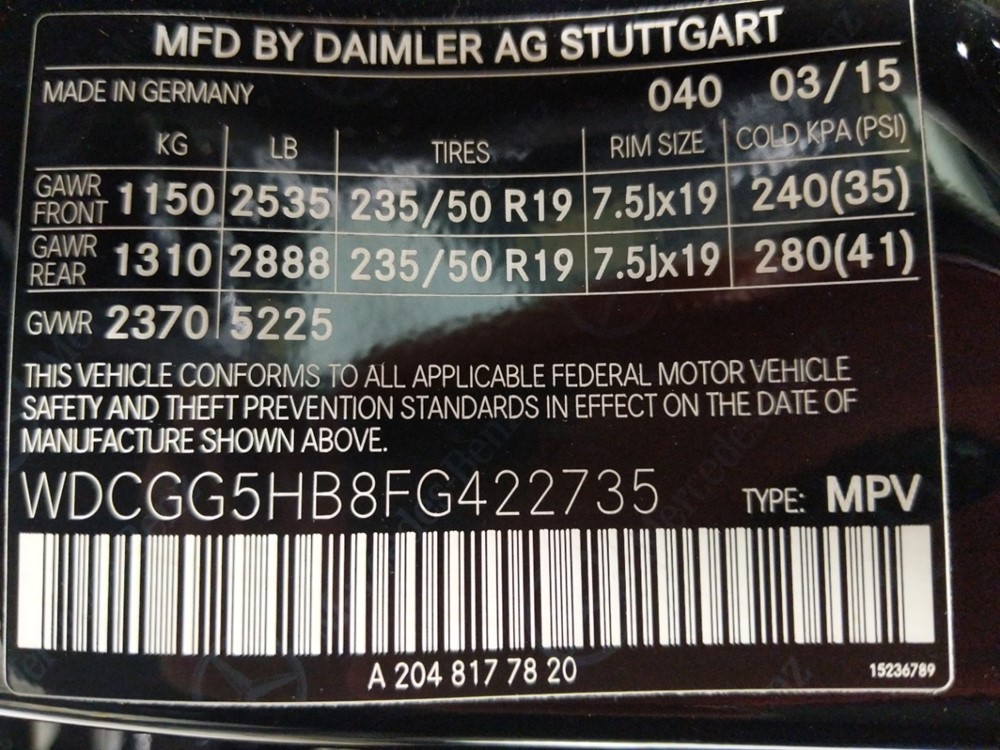 MFD BY DAIMLER AG STUTTGART
MADE IN GERMANY 040 03/15
KG LB TIRES RIM SIZE COLD,KPA (PSI)
GAWR FRONT 1150 2535 235/50 R19 7.5Jx19 240(35)
GAWR REAR 1310 2888 235/50 R19 7.5Jx19 280(41)
GVWR 2370 5225
THIS VEHICLE CONFORMS TO ALL APPLICABLE FEDERAL MOTOR VEHICLE
SAFETY AND THEFT PREVENTION STANDARDS IN EFFECT ON THE DATE OF
MANUFACTURE SHOWN ABOVE.
WDCGG5HB8FG422735 TYPE: MPV
A 204 817 78 20 15236789